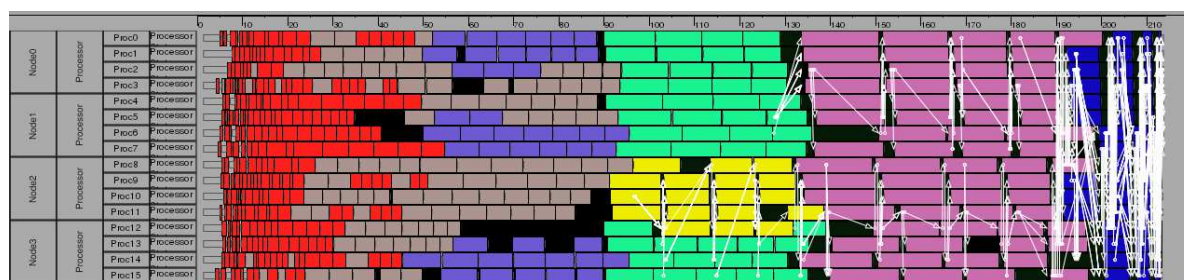 0 10 20 30 40 50 60 70 80 90 100 110 120 130 140 150 160 170 180 190 200 210
Node0 Processor Proc0 Processor
Proc1 Processor
Proc2 Processor
Proc3 Processor
Node1 Processor Proc4 Processor
Proc5 Processor
Proc6 Processor
Proc7 Processor
Node2 Processor Proc8 Processor
Proc9 Processor
Proc10 Processor
Proc11 Processor
Node3 Processor Proc12 Processor
Proc13 Processor
Proc14 Processor
Proc15 Processor